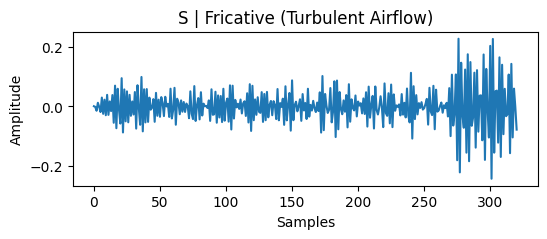 S | Fricative (Turbulent Airflow)
0.2
0.0
−0.2
Amplitude
0 50 100 150 200 250 300
Samples